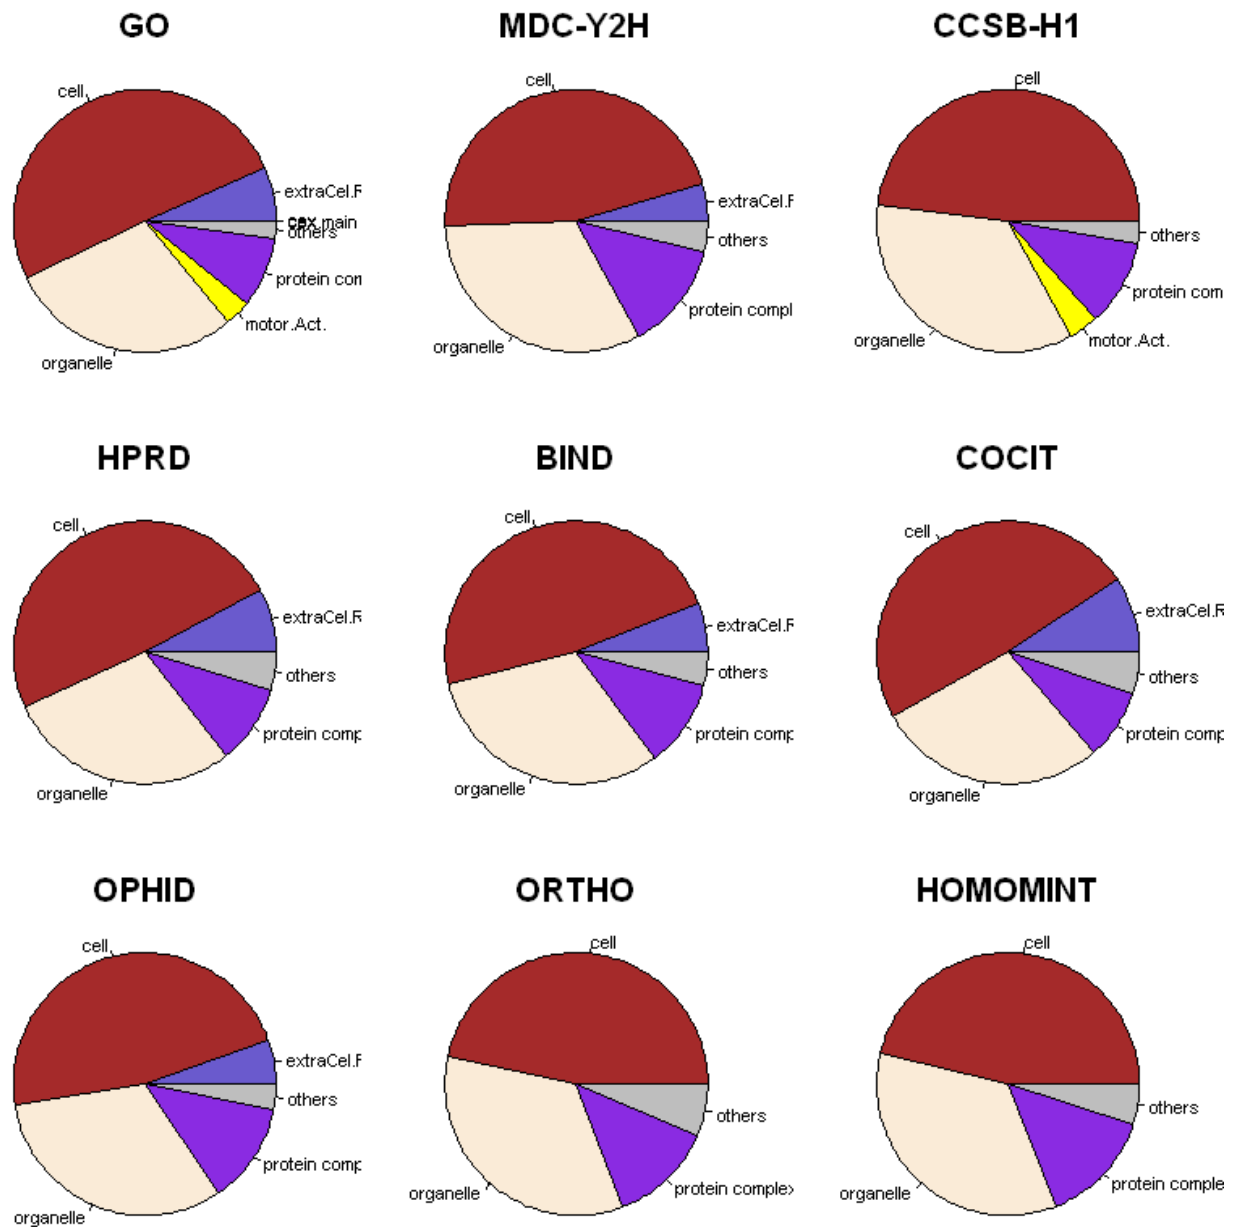 GO
MDC-Y2H
CCSB-H1
cell
extraCel.F
main
others
protein con
motor.Act.
organelle
cell
extraCel.F
others
protein compl
organelle
cell
others
protein com
motor.Act.
organelle
HPRD
BIND
COCIT
cell
extraCel.F
others
protein comp
organelle
cell
extraCel.F
others
protein comp
organelle
cell
extraCel.F
others
protein comp
organelle
OPHID
ORTHO
HOMOMINT
cell
extraCel.F
others
protein comp
organelle
cell
others
protein complex
organelle
cell
others
protein comple
organelle